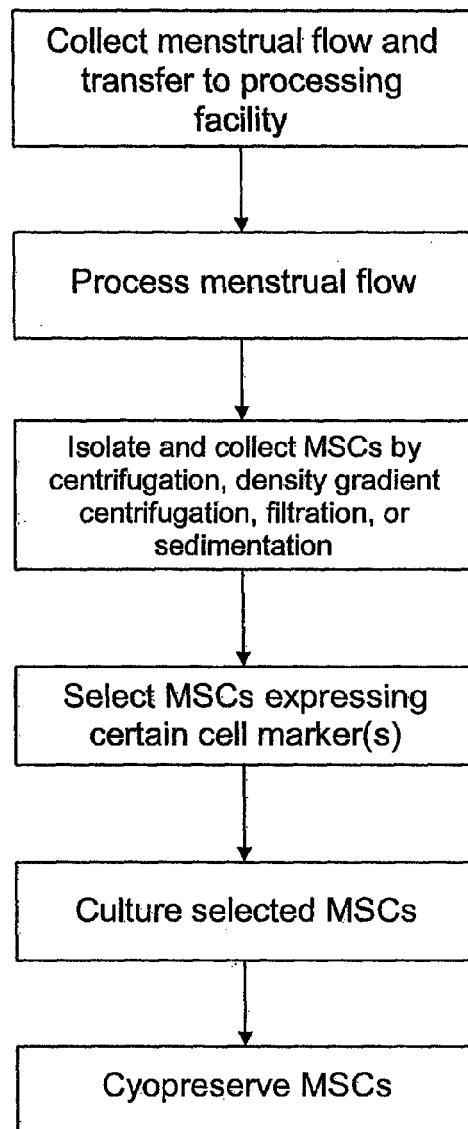 Collect menstrual flow and
transfer to processing
facility
Process menstrual flow
Isolate and collect MSCs by
centrifugation, density gradient
centrifugation, filtration, or
sedimentation
Select MSCs expressing
certain cell marker(s)
Culture selected MSCs
Cyopreserve MSCs